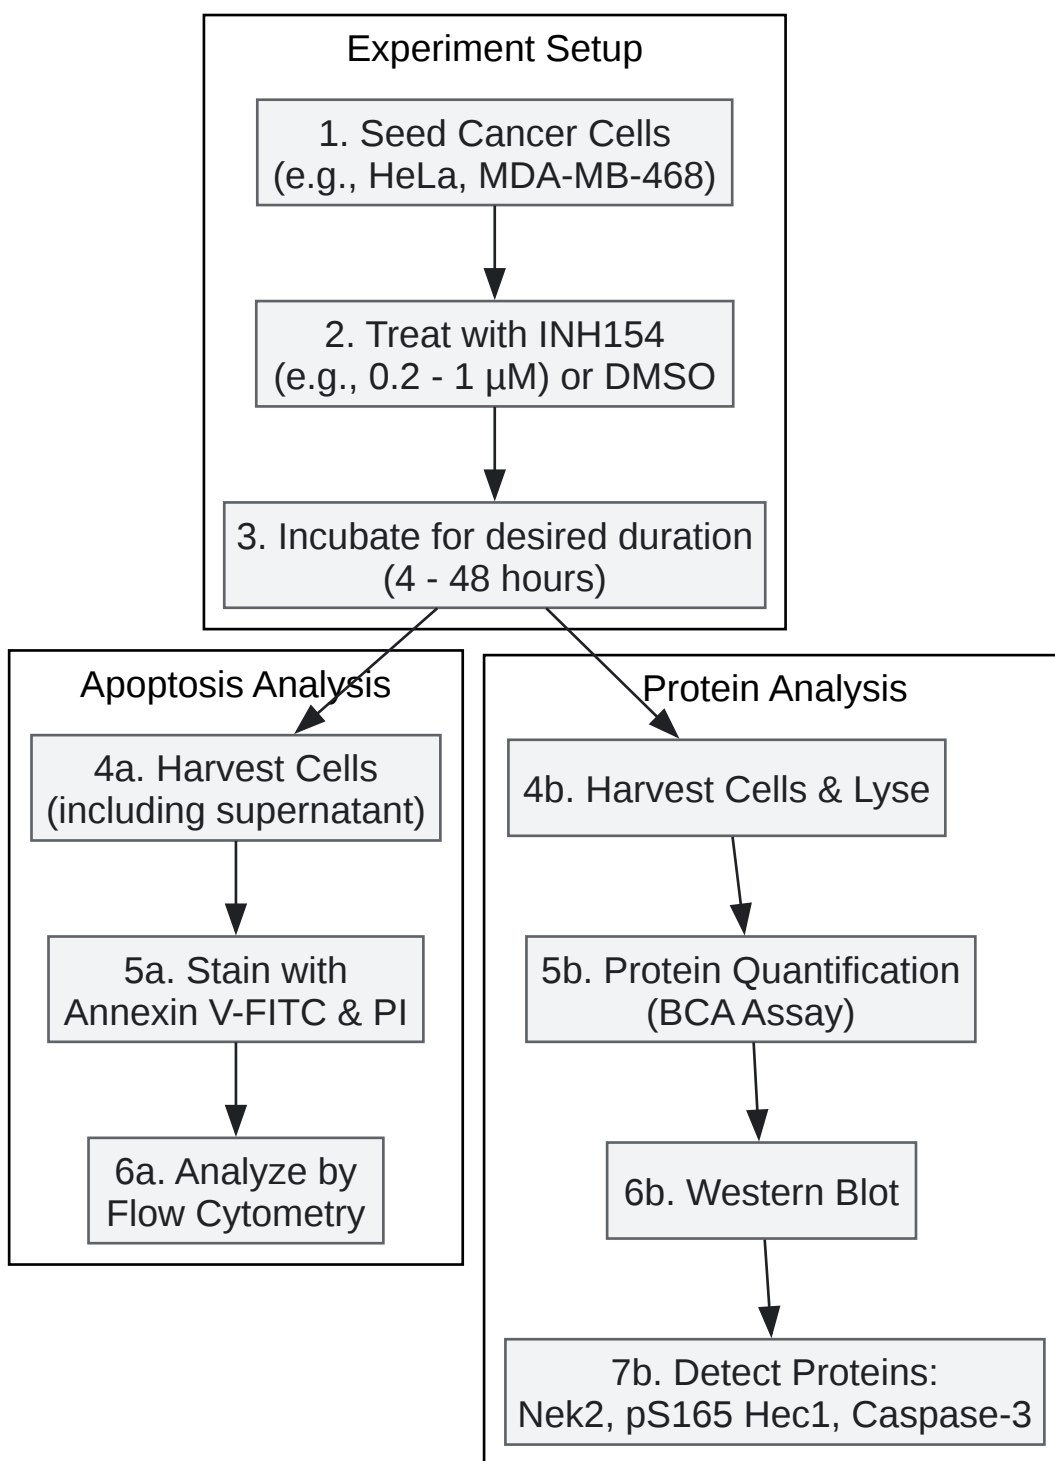 Experiment Setup
1. Seed Cancer Cells
(e.g., HeLa, MDA-MB-468)
2. Treat with INH154
(e.g., 0.2 - 1 µM) or DMSO
3. Incubate for desired duration
(4 - 48 hours)
Apoptosis Analysis
4a. Harvest Cells
(including supernatant)
5a. Stain with
Annexin V-FITC & PI
6a. Analyze by
Flow Cytometry
Protein Analysis
4b. Harvest Cells & Lyse
5b. Protein Quantification
(BCA Assay)
6b. Western Blot
7b. Detect Proteins:
Nek2, pS165 Hec1, Caspase-3